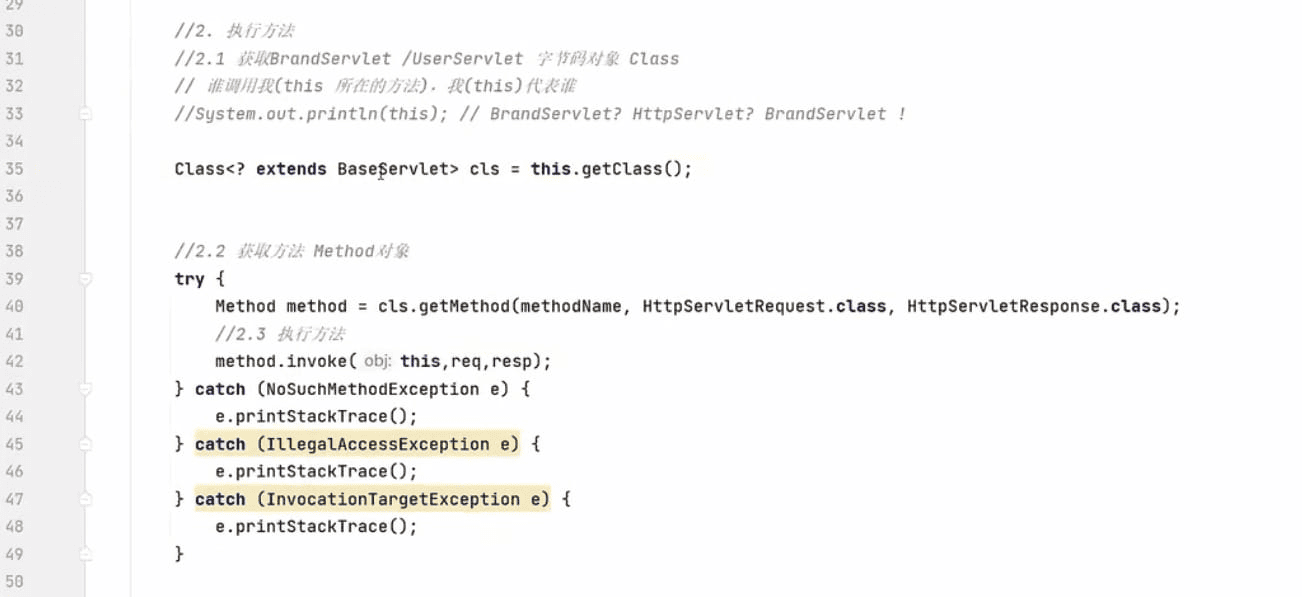 29
30 //2. 执行方法
31 //2.1 获取BrandServlet /UserServlet 字节码对象 Class
32 // 谁调用我(this 所在的方法). 我(this)代表谁
33 //System.out.println(this); // BrandServlet? HttpServlet? BrandServlet !
34
35 Class<? extends BaseServlet> cls = this.getClass();
36
37
38 //2.2 获取方法 Method对象
39 try {
40 Method method = cls.getMethod(methodName, HttpServletRequest.class, HttpServletResponse.class);
41 //2.3 执行方法
42 method.invoke( obj: this,req,resp);
43 } catch (NoSuchMethodException e) {
44 e.printStackTrace();
45 } catch (IllegalAccessException e) {
46 e.printStackTrace();
47 } catch (InvocationTargetException e) {
48 e.printStackTrace();
49 }
50